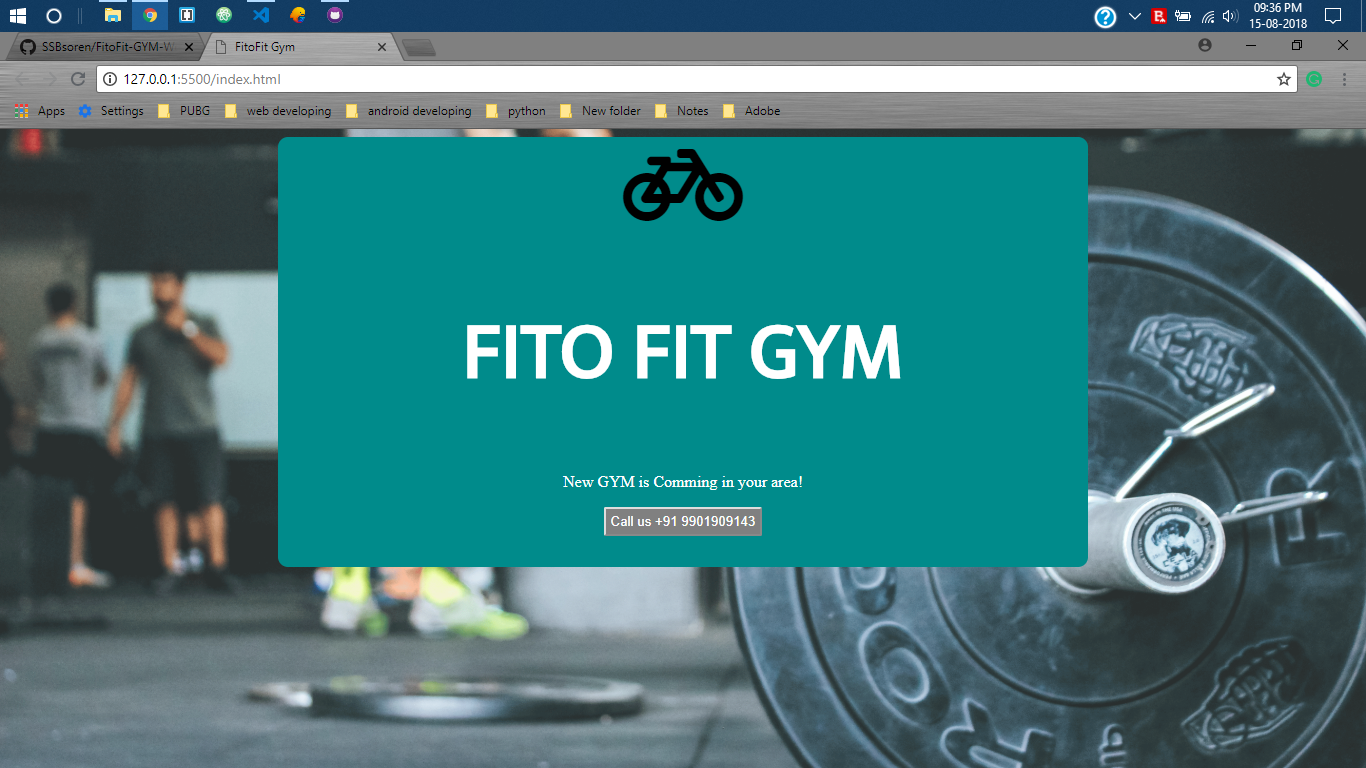 09:36 PM
15-08-2018
SSBsoren/FitoFit-GYM-W
FitoFit Gym
127.0.0.1:5500/index.html
Apps Settings PUBG web developing android developing python New folder Notes Adobe
FITO FIT GYM
New GYM is Comming in your area!
Call us +91 9901909143